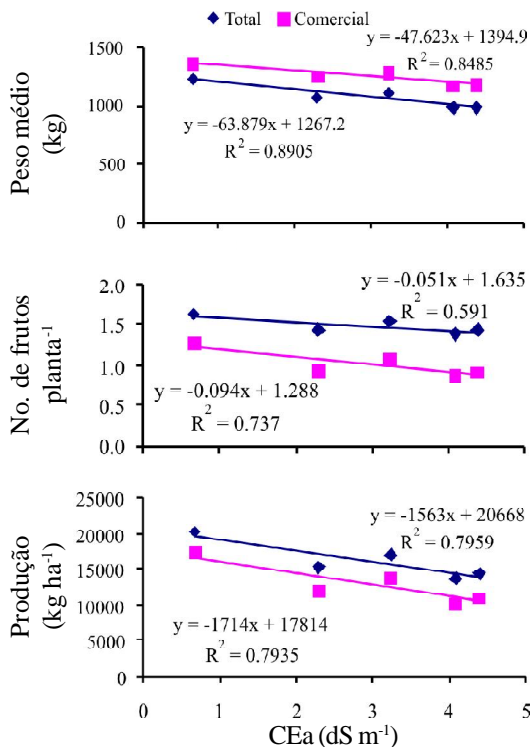 Total Comercial
y = -47.623x + 1394.9
R² = 0.8485
1500
1000
500
0
Peso médio
(kg)
y = -63.879x + 1267.2
R² = 0.8905
y = -0.051x + 1.635
R² = 0.591
2.0
1.5
1.0
0.5
0.0
No. de frutos
planta⁻¹
y = -0.094x + 1.288
R² = 0.737
25000
20000
15000
10000
5000
0
Produção
(kg ha⁻¹)
y = -1563x + 20668
R² = 0.7959
y = -1714x + 17814
R² = 0.7935
0 1 2 3 4 5
CEa (dS m⁻¹)